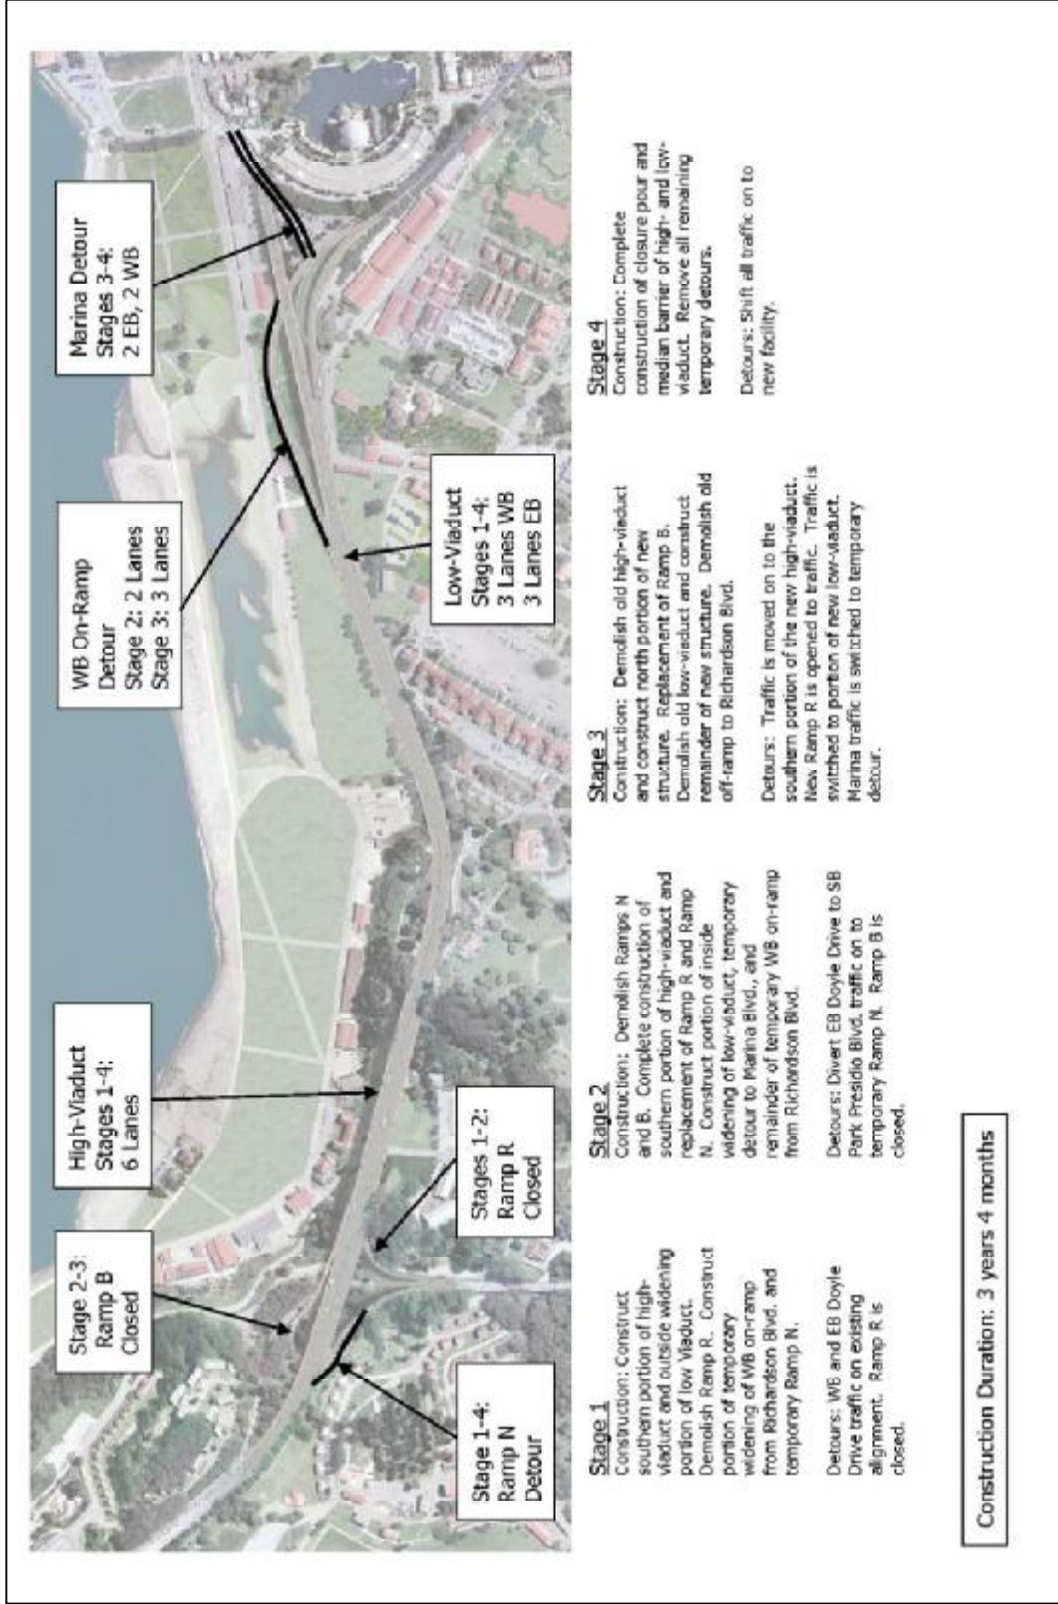 Stage 2-3:
Ramp B
Closed
High-Viaduct
Stages 1-4:
6 Lanes
WB On-Ramp
Detour
Stage 2: 2 Lanes
Stage 3: 3 Lanes
Marina Detour
Stages 3-4:
2 EB, 2 WB
Stage 1-4:
Ramp N
Detour
Stages 1-2:
Ramp R
Closed
Low-Viaduct
Stages 1-4:
3 Lanes WB
3 Lanes EB
Stage 1
Construction: Construct
southern portion of high-
viaduct and outside widening
portion of low Viaduct.
Demolish Ramp R. Construct
portion of temporary
widening of WB on-ramp
from Richardson Blvd. and
temporary Ramp N.
Detours: WB and EB Doyle
Drive traffic on existing
alignment. Ramp R is
closed.
Stage 2
Construction: Demolish Ramps N
and B. Complete construction of
southern portion of high-viaduct and
replacement of Ramp R and Ramp
N. Construct portion of inside
widening of low-viaduct, temporary
detour to Marina Blvd., and
remainder of temporary WB on-ramp
from Richardson Blvd.
Detours: Divert EB Doyle Drive to SB
Park Presidio Blvd. traffic on to
temporary Ramp N. Ramp B is
closed.
Stage 3
Construction: Demolish old high-viaduct
and construct north portion of new
structure. Replacement of Ramp B.
Demolish old low-viaduct and construct
remainder of new structure. Demolish old
off-ramp to Richardson Blvd.
Detours: Traffic is moved on to the
southern portion of the new high-viaduct.
New Ramp R is opened to traffic. Traffic is
switched to portion of new low-viaduct.
Marina traffic is switched to temporary
detour.
Stage 4
Construction: Complete
construction of closure pour and
median barrier of high- and low-
viaduct. Remove all remaining
temporary detours.
Detours: Shift all traffic on to
new facility.
Construction Duration: 3 years 4 months